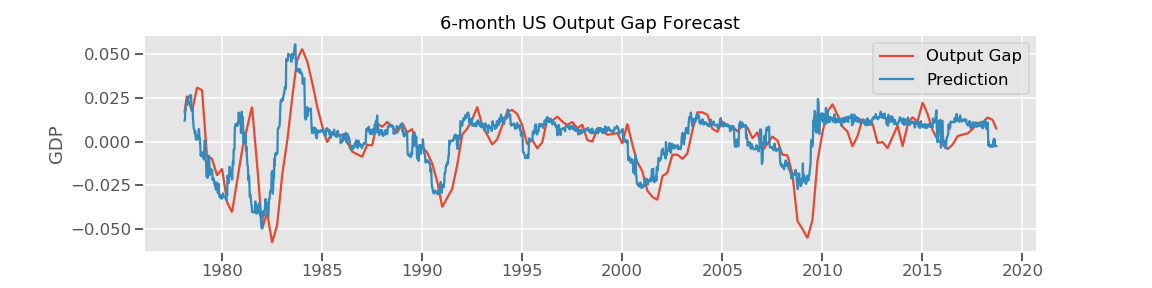 6-month US Output Gap Forecast
Output Gap
Prediction
GDP
0.050
0.025
0.000
−0.025
−0.050
1980 1985 1990 1995 2000 2005 2010 2015 2020